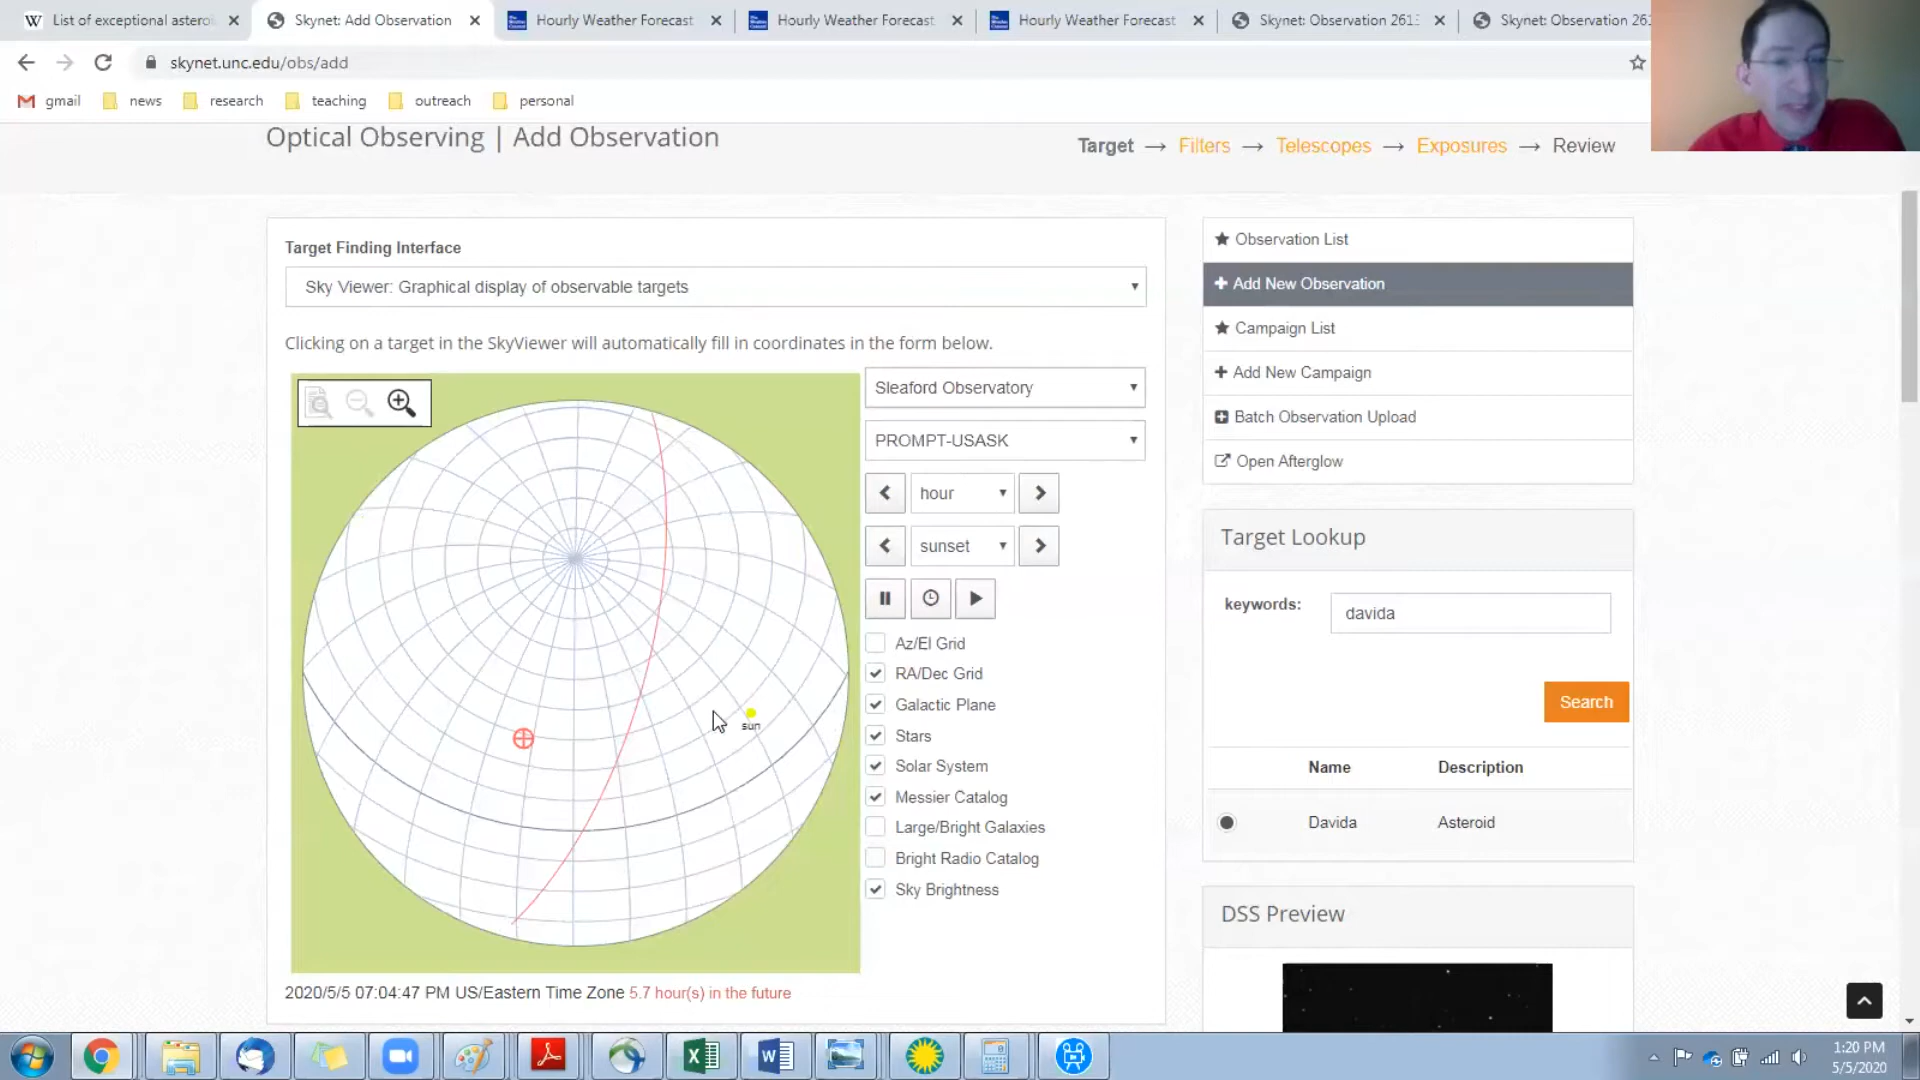 W List of exceptional asteroi
Skynet: Add Observation
Hourly Weather Forecast
Hourly Weather Forecast
Hourly Weather Forecast
Skynet: Observation 261
Skynet: Observation 261
skynet.unc.edu/obs/add
gmail
news
research
teaching
outreach
personal
Optical Observing | Add Observation
Target → Filters → Telescopes → Exposures → Review
Target Finding Interface
Sky Viewer: Graphical display of observable targets
Clicking on a target in the SkyViewer will automatically fill in coordinates in the form below.
Sleaford Observatory
PROMPT-USASK
hour
sunset
Az/El Grid
RA/Dec Grid
Galactic Plane
Stars
Solar System
Messier Catalog
Large/Bright Galaxies
Bright Radio Catalog
Sky Brightness
sun
2020/5/5 07:04:47 PM US/Eastern Time Zone 5.7 hour(s) in the future
Observation List
Add New Observation
Campaign List
Add New Campaign
Batch Observation Upload
Open Afterglow
Target Lookup
keywords: davida
Search
Name Description
Davida Asteroid
DSS Preview
1:20 PM
5/5/2020